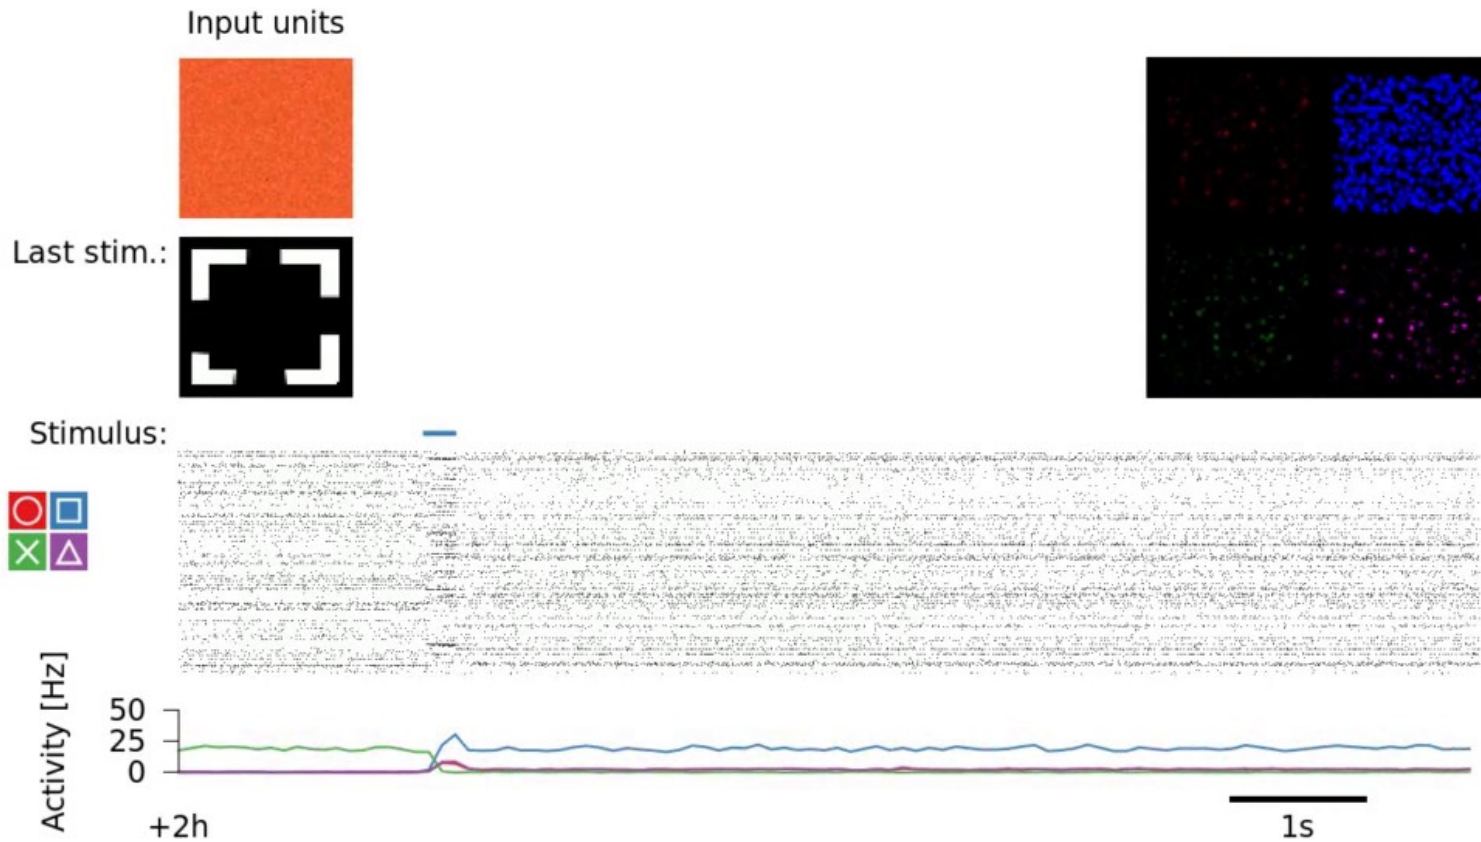 Input units
Last stim.:
Stimulus:
Activity [Hz]
50
25
0
+2h
1s